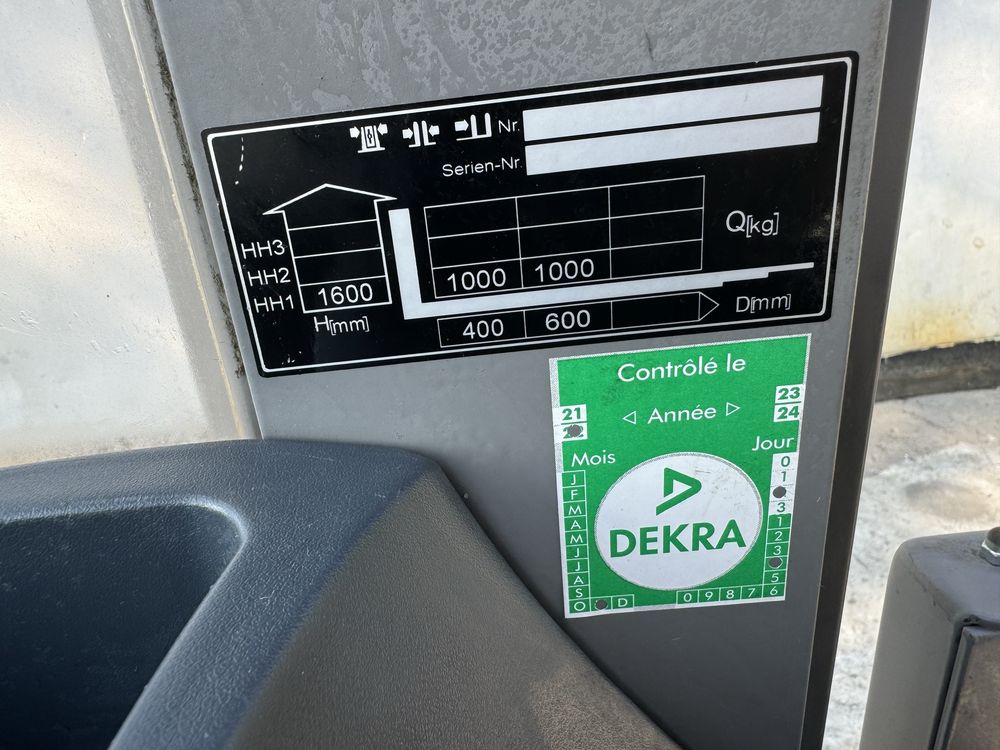 Nr.
Serien-Nr.
HH3
HH2
HH1
1600
H[mm]
1000 1000
Q[kg]
400 600
D[mm]
Contrôlé le
21 23
Année 24
Mois Jour
J 0
F 1
M
A 3
M 1
J 2
J 3
A
S 5
O D 0 9 8 7 6
DEKRA